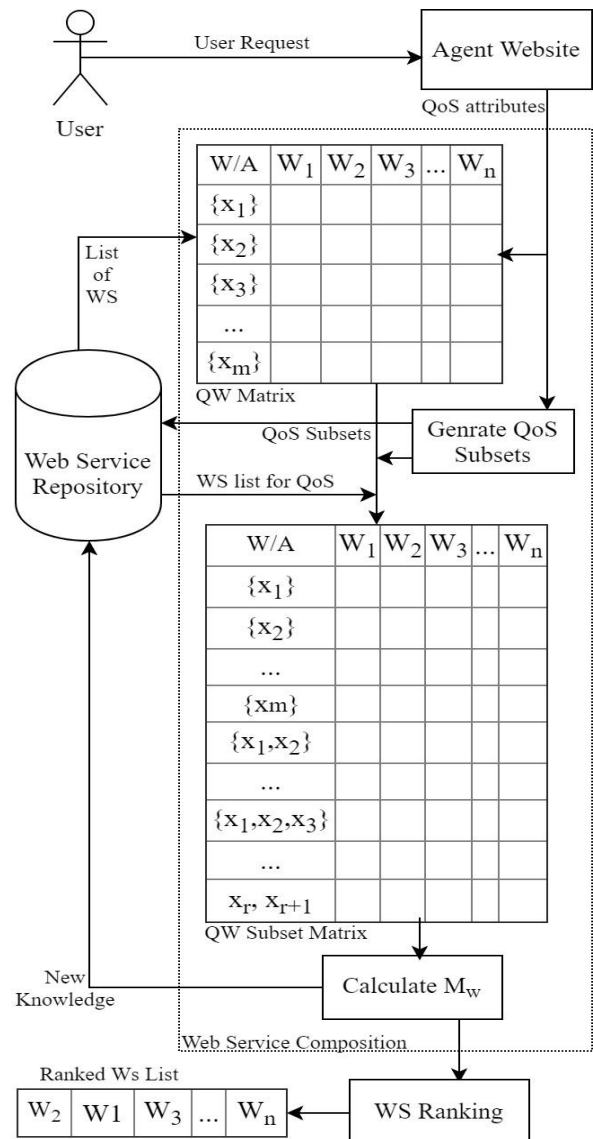 User Request
Agent Website
User
QoS attributes
W/A W1 W2 W3 ... Wn
{x1}
{x2}
{x3}
...
{xm}
List
of
WS
QW Matrix
QoS Subsets
Genrate QoS
Subsets
Web Service
Repository
WS list for QoS
W/A W1 W2 W3 ... Wn
{x1}
{x2}
...
{xm}
{x1,x2}
...
{x1,x2,x3}
...
xr, xr+1
QW Subset Matrix
New
Knowledge
Calculate Mw
Web Service Composition
Ranked Ws List
W2 W1 W3 ... Wn
WS Ranking